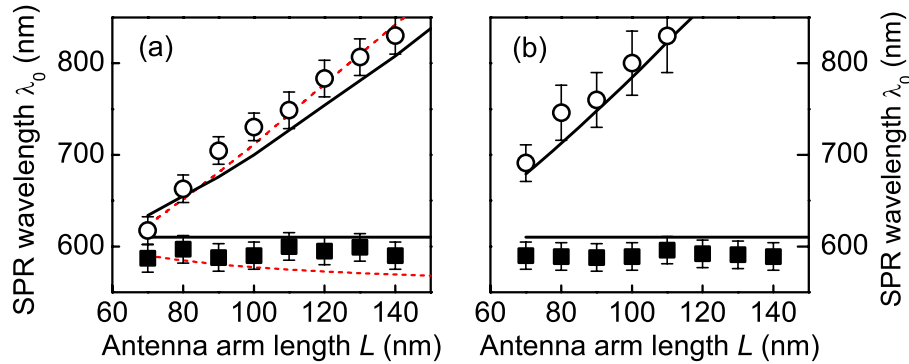 (a)
(b)
SPR wavelength λ0 (nm)
800
700
600
60 80 100 120 140
Antenna arm length L (nm)
60 80 100 120 140
Antenna arm length L (nm)
800
700
600
SPR wavelength λ0 (nm)